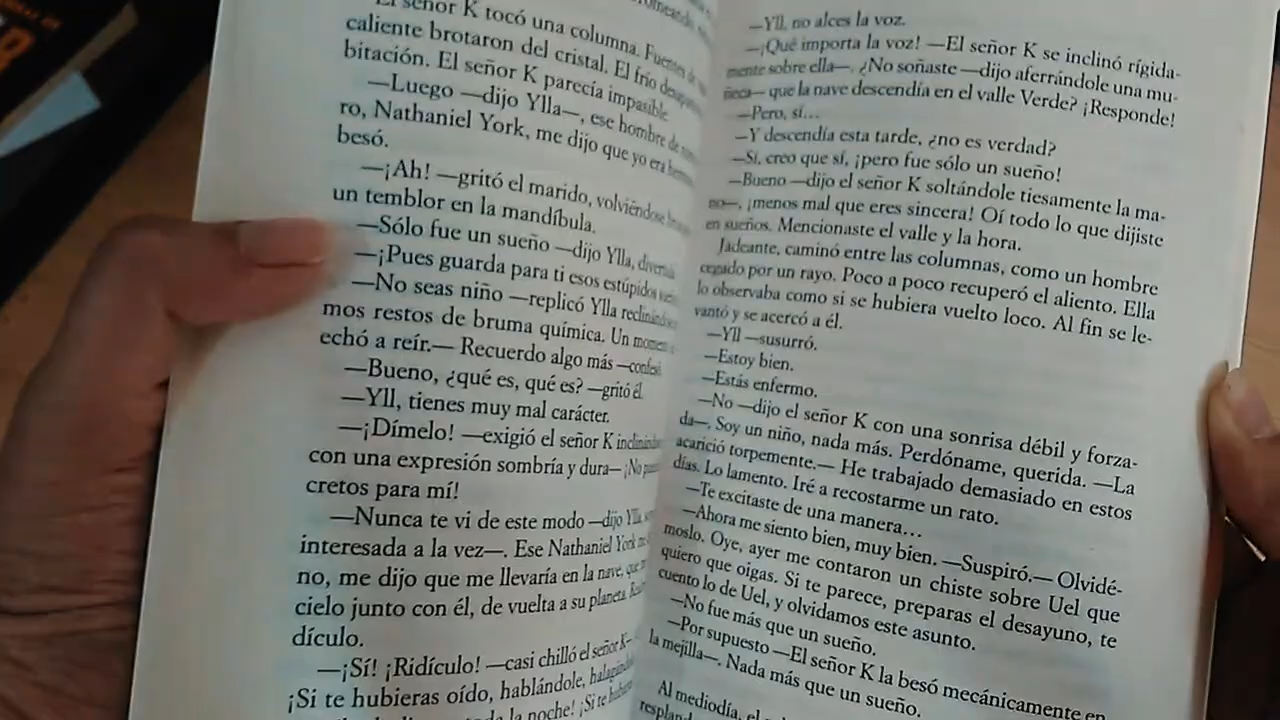 El señor K tocó una columna. Fuentes de
caliente brotaron del cristal. El frío
bitación. El señor K parecía impasible.
—Luego —dijo Ylla—, ese hombre de
ro, Nathaniel York, me dijo que yo era
besó.
—¡Ah! —gritó el marido, volviéndose
un temblor en la mandíbula.
—Sólo fue un sueño —dijo Ylla,
—¡Pues guarda para ti esos estúpidos
—No seas niño —replicó Ylla
mos restos de bruma química. Un
echó a reír.— Recuerdo algo más
—Bueno, ¿qué es, qué es? —gritó él.
—Yll, tienes muy mal carácter.
—¡Dímelo! —exigió el señor K
con una expresión sombría y dura—
cretos para mí!
—Nunca te vi de este modo —dijo
interesada a la vez—. Ese Nathaniel York
no, me dijo que me llevaría en la nave,
cielo junto con él, de vuelta a su planeta.
dículo.
—¡Sí! ¡Ridículo! —casi chilló el señor K—.
¡Si te hubieras oído, hablándole,
la noche! ¡Si te
—Yll, no alces la voz.
—¡Qué importa la voz! —El señor K se inclinó rígida-
mente sobre ella—. ¿No soñaste —dijo aferrándole una mu-
ñeca— que la nave descendía en el valle Verde? ¡Responde!
—Pero, sí...
—Y descendía esta tarde, ¿no es verdad?
—Sí, creo que sí, ¡pero fue sólo un sueño!
—Bueno —dijo el señor K soltándole tiesamente la ma-
no—, ¡menos mal que eres sincera! Oí todo lo que dijiste
en sueños. Mencionaste el valle y la hora.
Jadeante, caminó entre las columnas, como un hombre
cegado por un rayo. Poco a poco recuperó el aliento. Ella
lo observaba como si se hubiera vuelto loco. Al fin se le-
vantó y se acercó a él.
—Yll —susurró.
—Estoy bien.
—Estás enfermo.
—No —dijo el señor K con una sonrisa débil y forza-
da—. Soy un niño, nada más. Perdóname, querida. —La
acarició torpemente.— He trabajado demasiado en estos
días. Lo lamento. Iré a recostarme un rato.
—Te excitaste de una manera...
—Ahora me siento bien, muy bien. —Suspiró.— Olvidé-
moslo. Oye, ayer me contaron un chiste sobre Uel que
quiero que oigas. Si te parece, preparas el desayuno, te
cuento lo de Uel, y olvidamos este asunto.
—No fue más que un sueño.
—Por supuesto —El señor K la besó mecánicamente en
la mejilla—. Nada más que un sueño.
Al mediodía, el